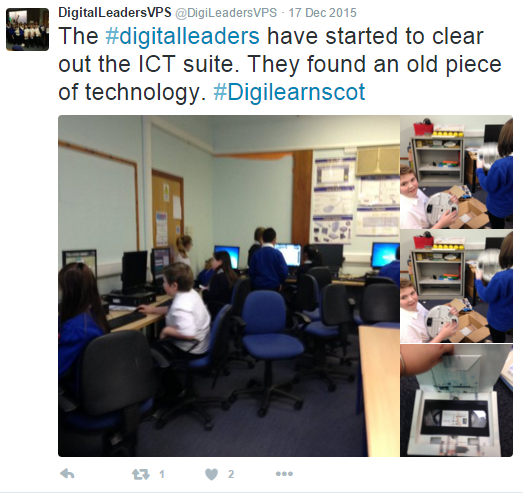 DigitalLeadersVPS @DigiLeadersVPS · 17 Dec 2015
The #digitalleaders have started to clear
out the ICT suite. They found an old piece
of technology. #Digilearnscot
1
2